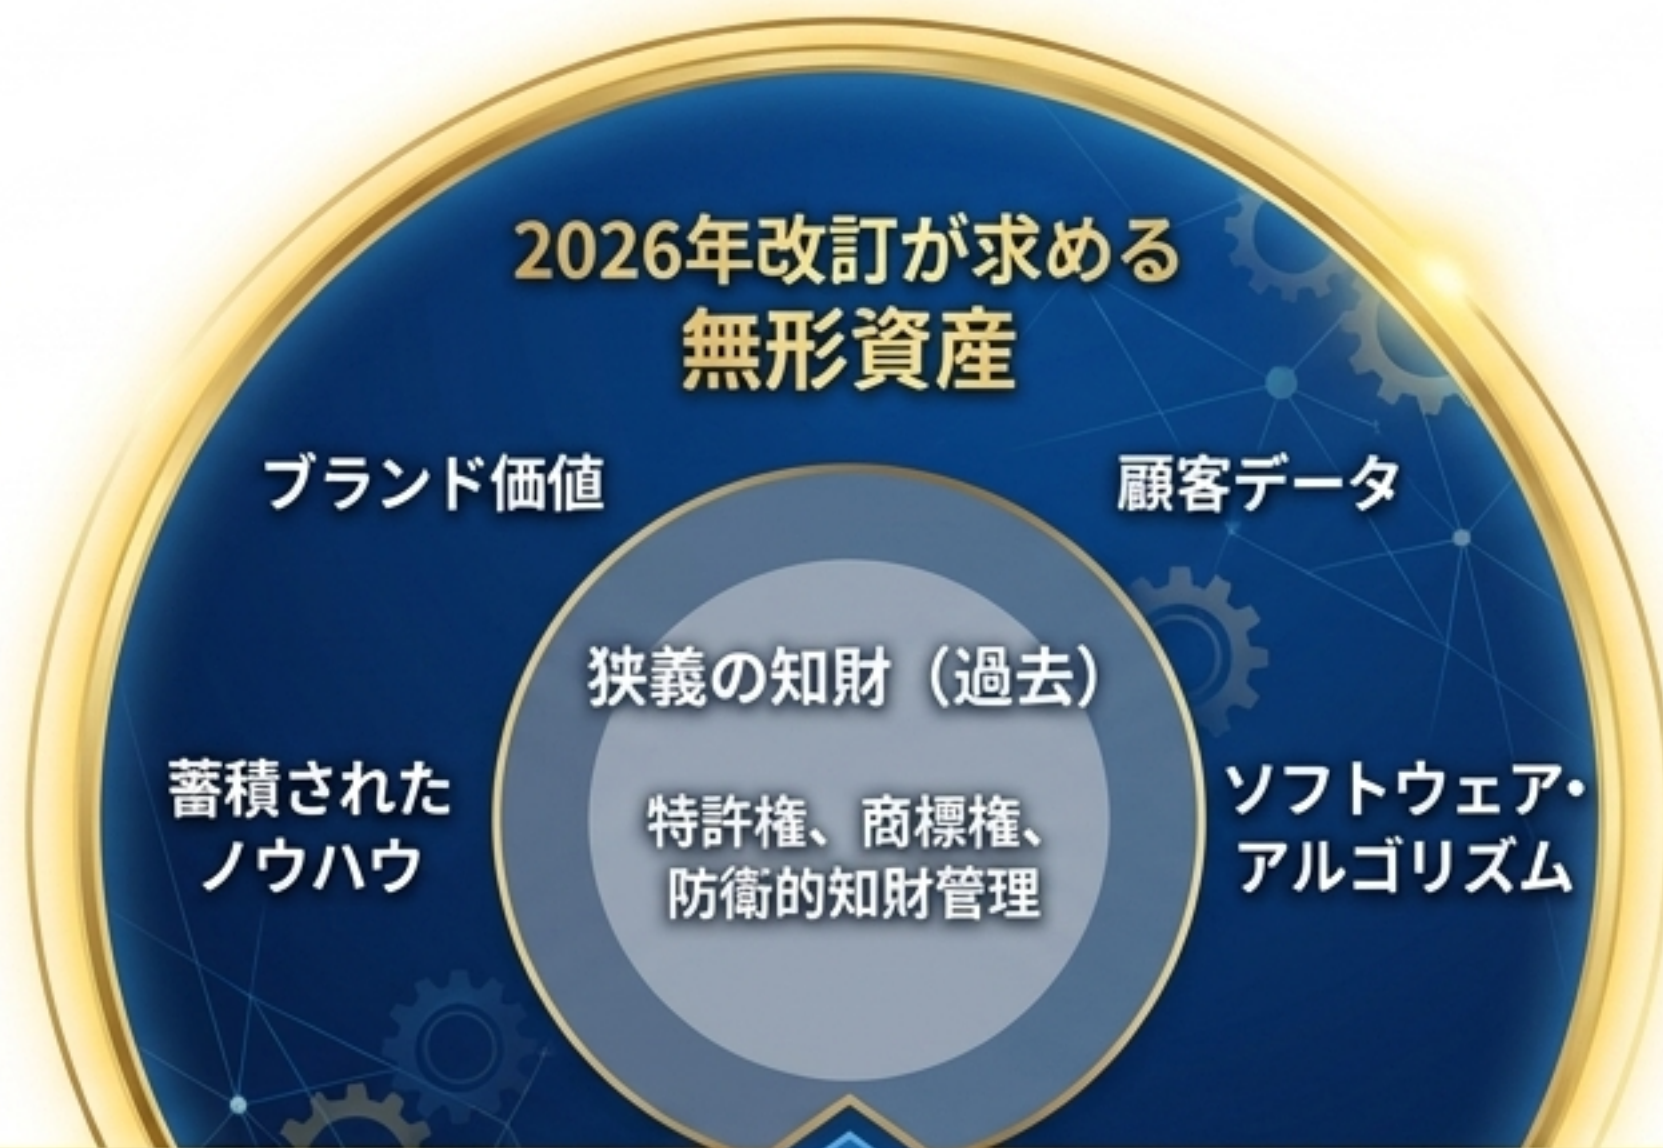 2026年改訂が求める
無形資産
ブランド価値
顧客データ
狭義の知財（過去）
特許権、商標権、
防衛的知財管理
蓄積された
ノウハウ
ソフトウェア・
アルゴリズム